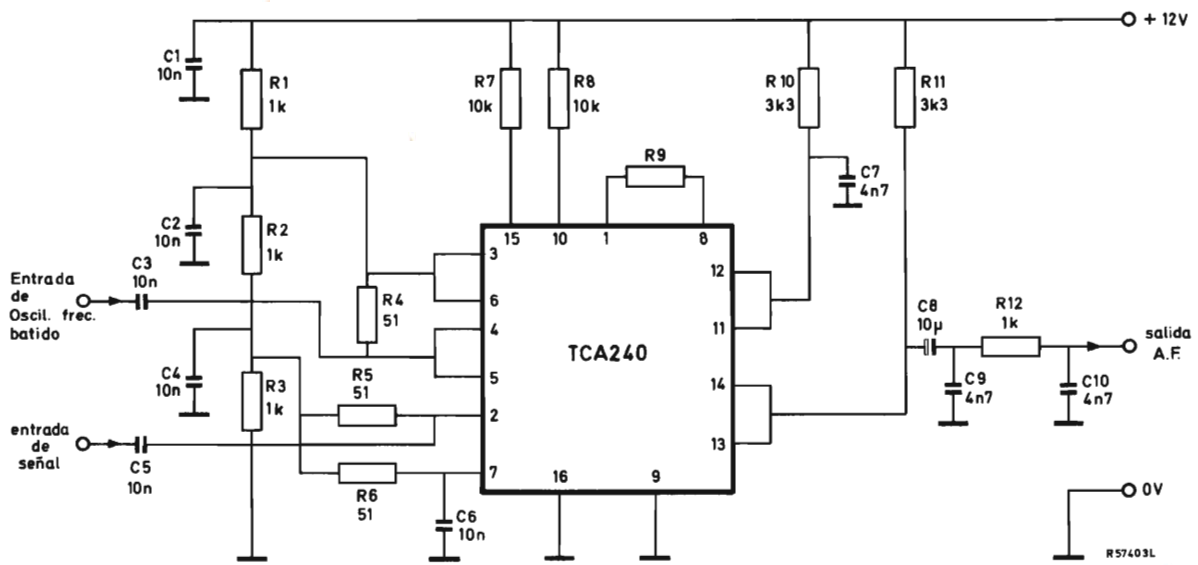 + 12V
C1
10n
R1
1k
R7
10k
R8
10k
R10
3k3
R11
3k3
R9
C7
4n7
C2
10n
R2
1k
15
10
1
8
3
6
4
5
2
7
12
11
14
13
16
9
TCA240
Entrada
de
Oscil. frec.
batido
C3
10n
R4
51
C4
10n
R3
1k
R5
51
entrada
de
señal
C5
10n
R6
51
C6
10n
C8
10µ
R12
1k
C9
4n7
C10
4n7
salida
A.F.
0V
R57403L